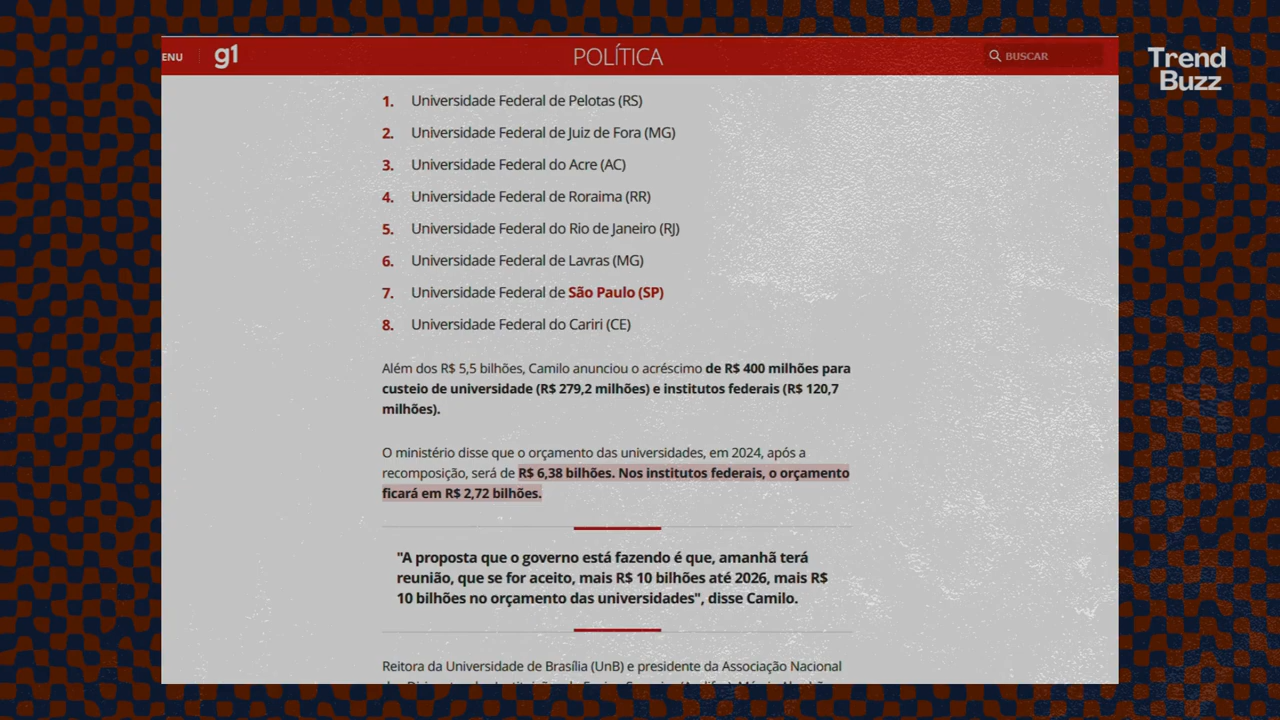 ENU
g1
POLÍTICA
BUSCAR
Trend
Buzz
1. Universidade Federal de Pelotas (RS)
2. Universidade Federal de Juiz de Fora (MG)
3. Universidade Federal do Acre (AC)
4. Universidade Federal de Roraima (RR)
5. Universidade Federal do Rio de Janeiro (RJ)
6. Universidade Federal de Lavras (MG)
7. Universidade Federal de São Paulo (SP)
8. Universidade Federal do Cariri (CE)
Além dos R$ 5,5 bilhões, Camilo anunciou o acréscimo de R$ 400 milhões para
custeio de universidade (R$ 279,2 milhões) e institutos federais (R$ 120,7
milhões).
O ministério disse que o orçamento das universidades, em 2024, após a
recomposição, será de R$ 6,38 bilhões. Nos institutos federais, o orçamento
ficará em R$ 2,72 bilhões.
"A proposta que o governo está fazendo é que, amanhã terá
reunião, que se for aceito, mais R$ 10 bilhões até 2026, mais R$
10 bilhões no orçamento das universidades", disse Camilo.
Reitora da Universidade de Brasília (UnB) e presidente da Associação Nacional